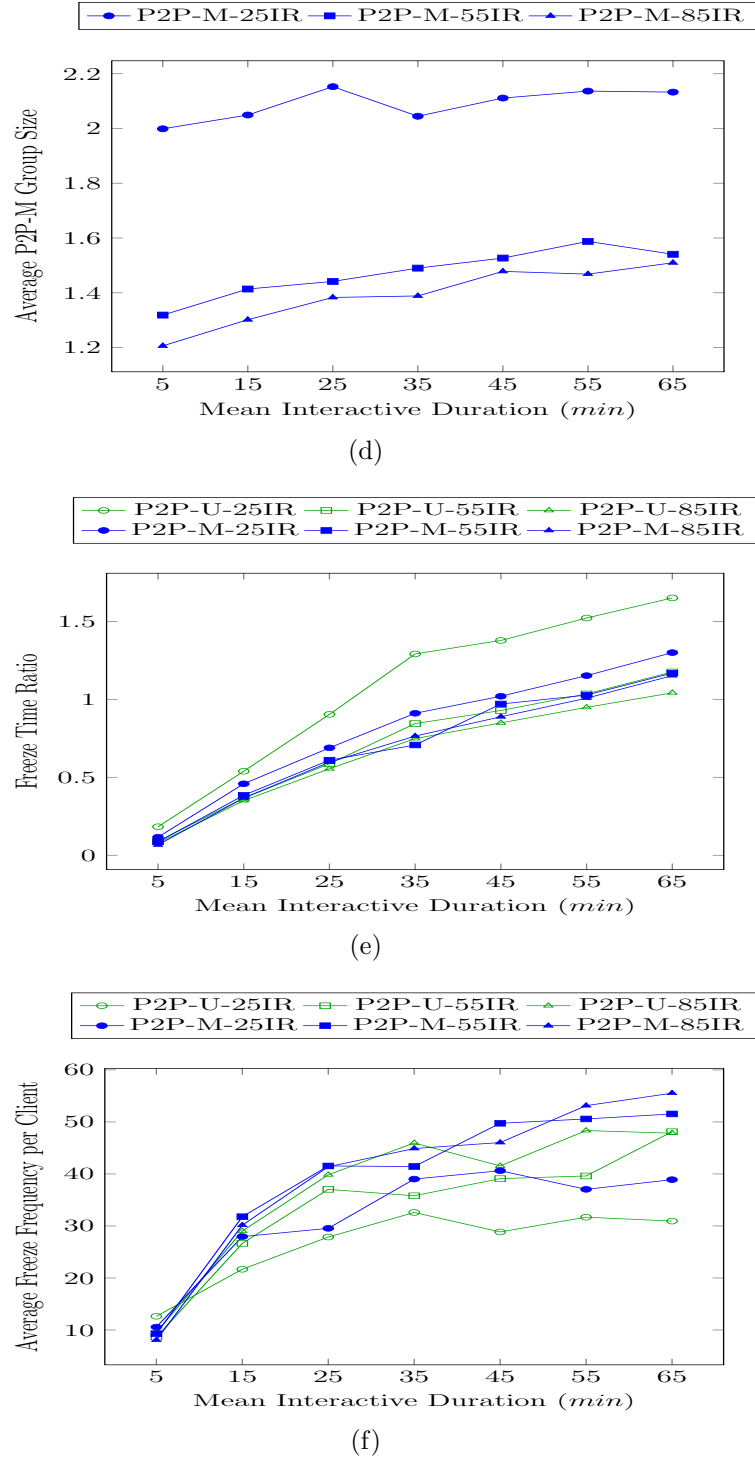 P2P-M-25IR P2P-M-55IR P2P-M-85IR
2.2
2
1.8
1.6
1.4
1.2
Average P2P-M Group Size
5 15 25 35 45 55 65
Mean Interactive Duration (min)
(d)
P2P-U-25IR P2P-U-55IR P2P-U-85IR
P2P-M-25IR P2P-M-55IR P2P-M-85IR
1.5
1
0.5
0
Freeze Time Ratio
5 15 25 35 45 55 65
Mean Interactive Duration (min)
(e)
P2P-U-25IR P2P-U-55IR P2P-U-85IR
P2P-M-25IR P2P-M-55IR P2P-M-85IR
60
50
40
30
20
10
Average Freeze Frequency per Client
5 15 25 35 45 55 65
Mean Interactive Duration (min)
(f)